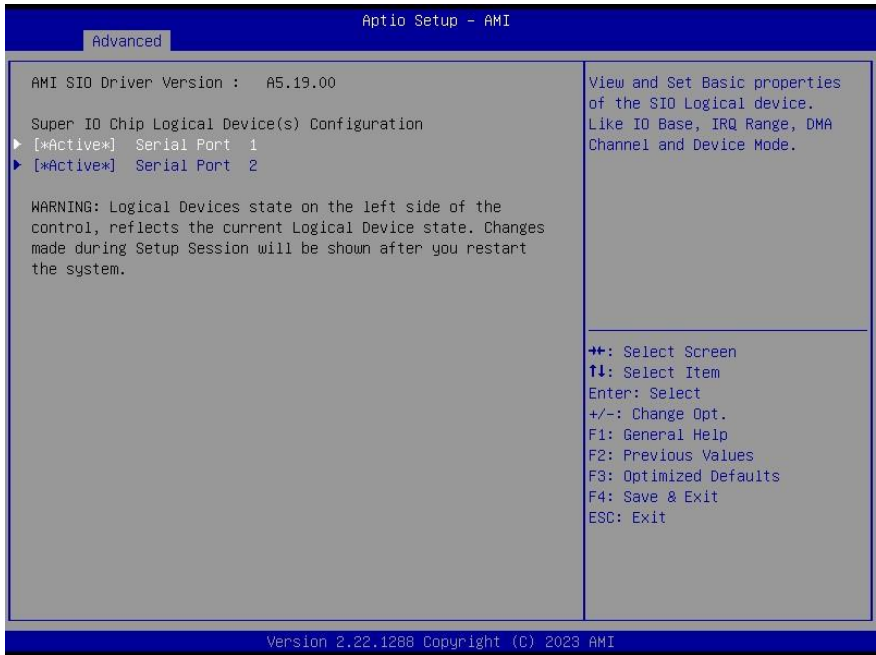 Aptio Setup - AMI
Advanced
AMI SIO Driver Version :   A5.19.00
Super IO Chip Logical Device(s) Configuration
[*Active*]  Serial Port  1
[*Active*]  Serial Port  2
WARNING: Logical Devices state on the left side of the
control, reflects the current Logical Device state. Changes
made during Setup Session will be shown after you restart
the system.
View and Set Basic properties
of the SIO Logical device.
Like IO Base, IRQ Range, DMA
Channel and Device Mode.
→←: Select Screen
↑↓: Select Item
Enter: Select
+/-: Change Opt.
F1: General Help
F2: Previous Values
F3: Optimized Defaults
F4: Save & Exit
ESC: Exit
Version 2.22.1288 Copyright (C) 2023 AMI